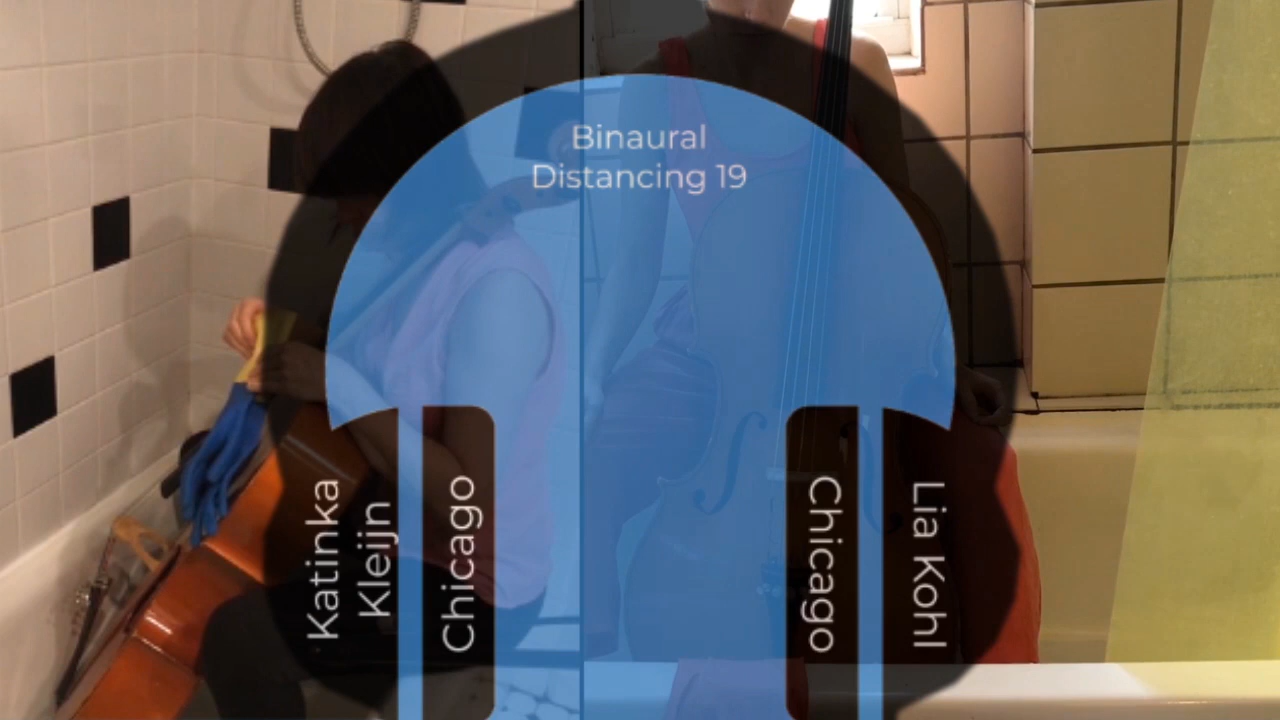 Binaural
Distancing 19
Katinka
Kleijn
Chicago
Chicago
Lia Kohl